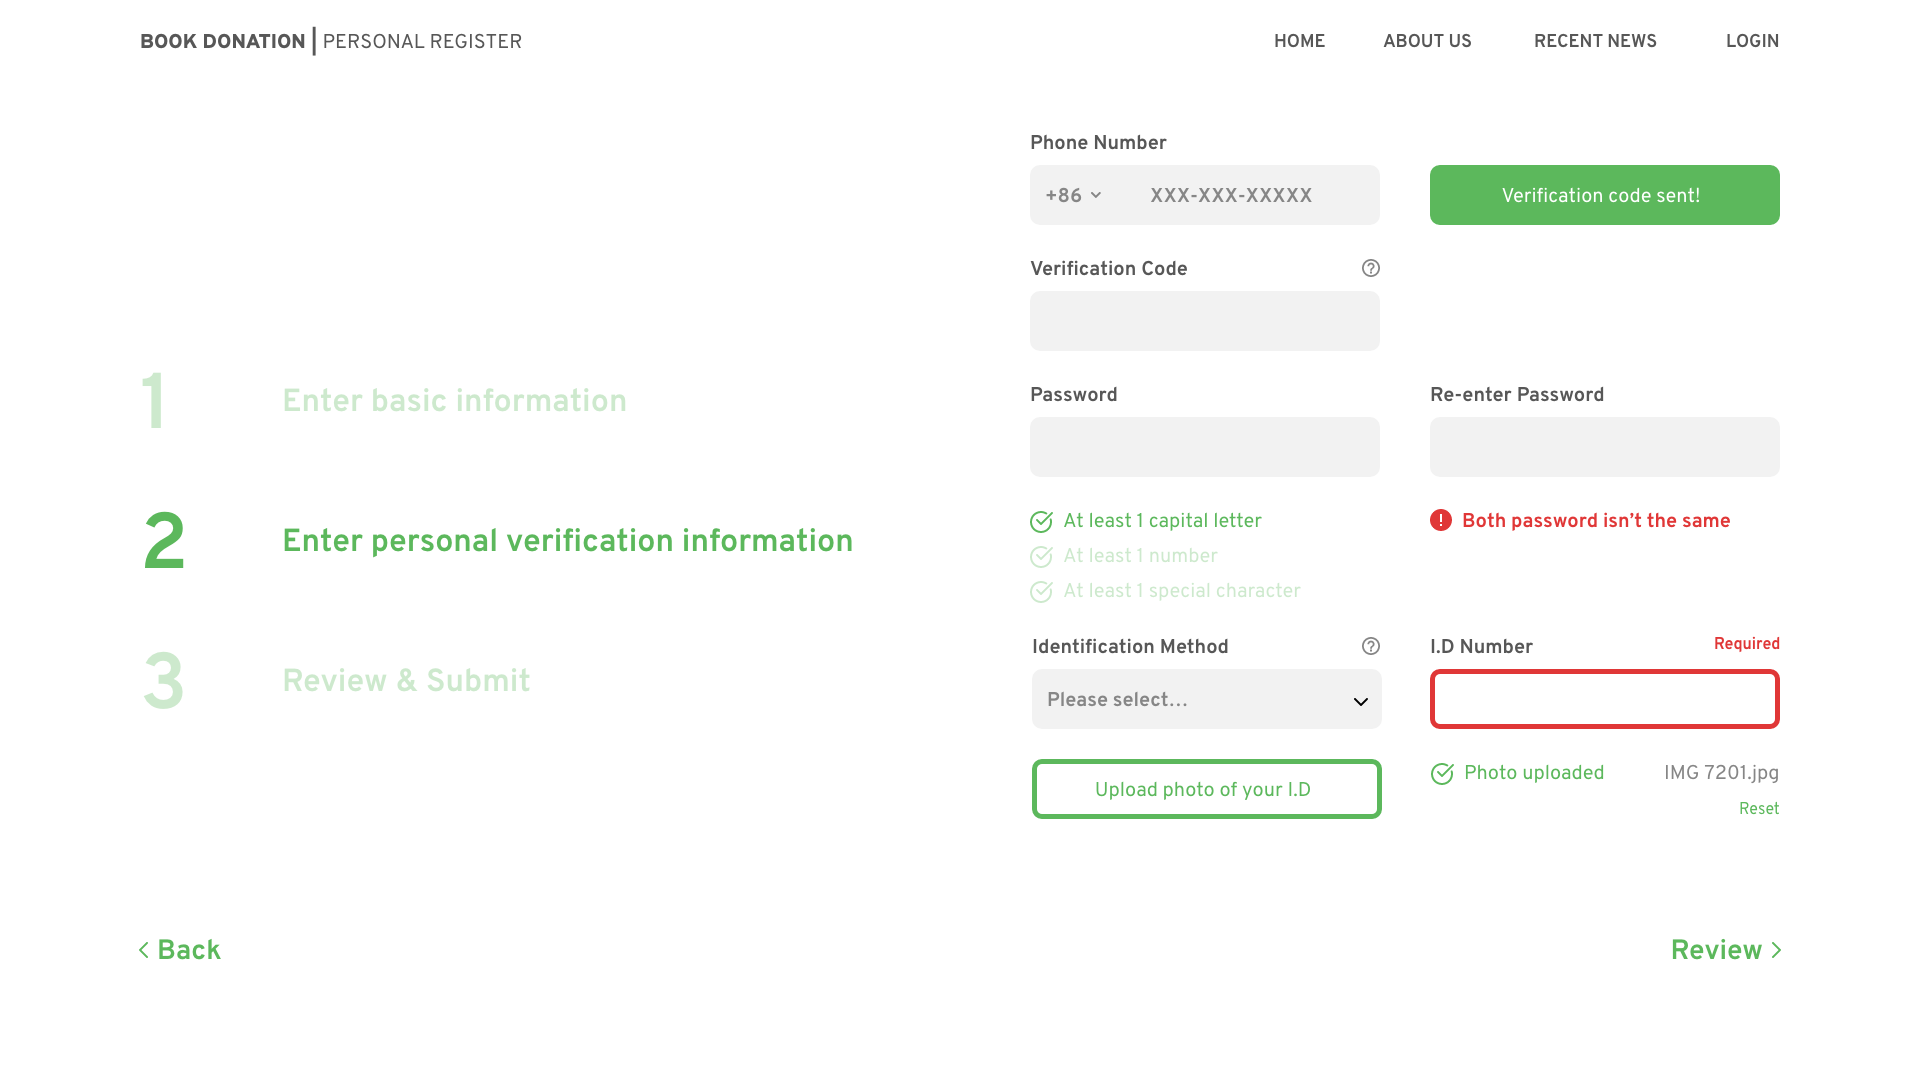 BOOK DONATION | PERSONAL REGISTER
HOME ABOUT US RECENT NEWS LOGIN
Phone Number
+86 XXX-XXX-XXXXX
Verification code sent!
Verification Code
1 Enter basic information
2 Enter personal verification information
3 Review & Submit
Password
Re-enter Password
At least 1 capital letter
At least 1 number
At least 1 special character
Both password isn’t the same
Identification Method
Please select...
I.D Number
Required
Upload photo of your I.D
Photo uploaded
IMG 7201.jpg
Reset
< Back
Review >